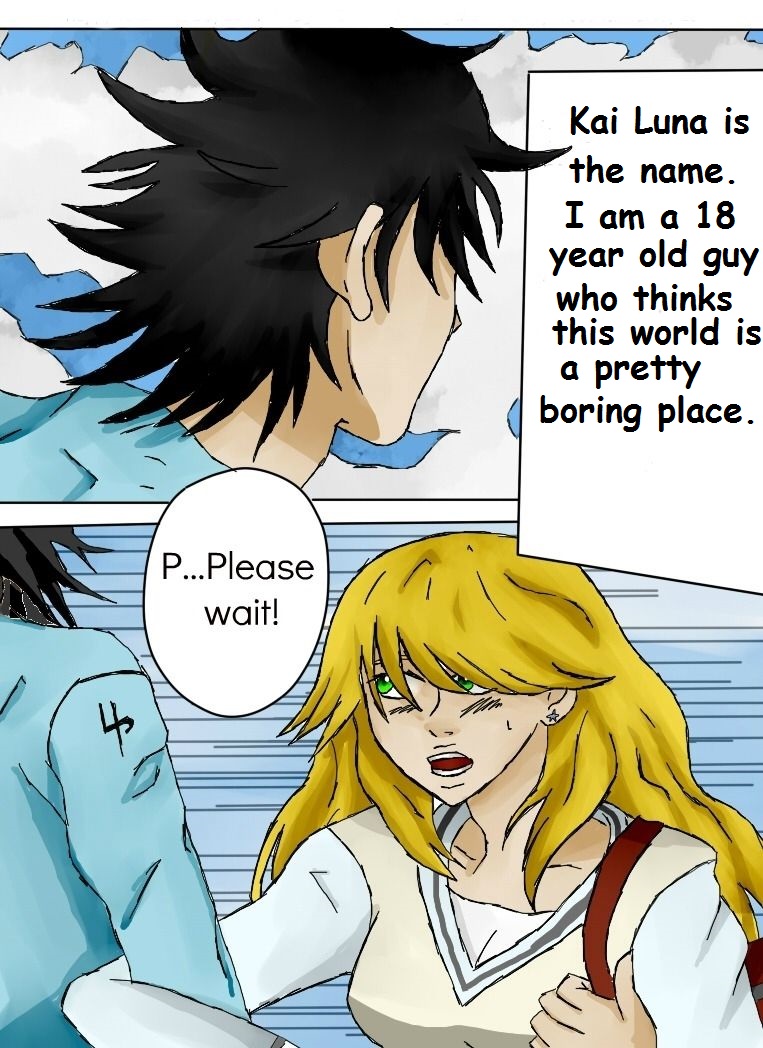 Kai Luna is
the name.
I am a 18
year old guy
who thinks
this world is
a pretty
boring place.
P...Please
wait!